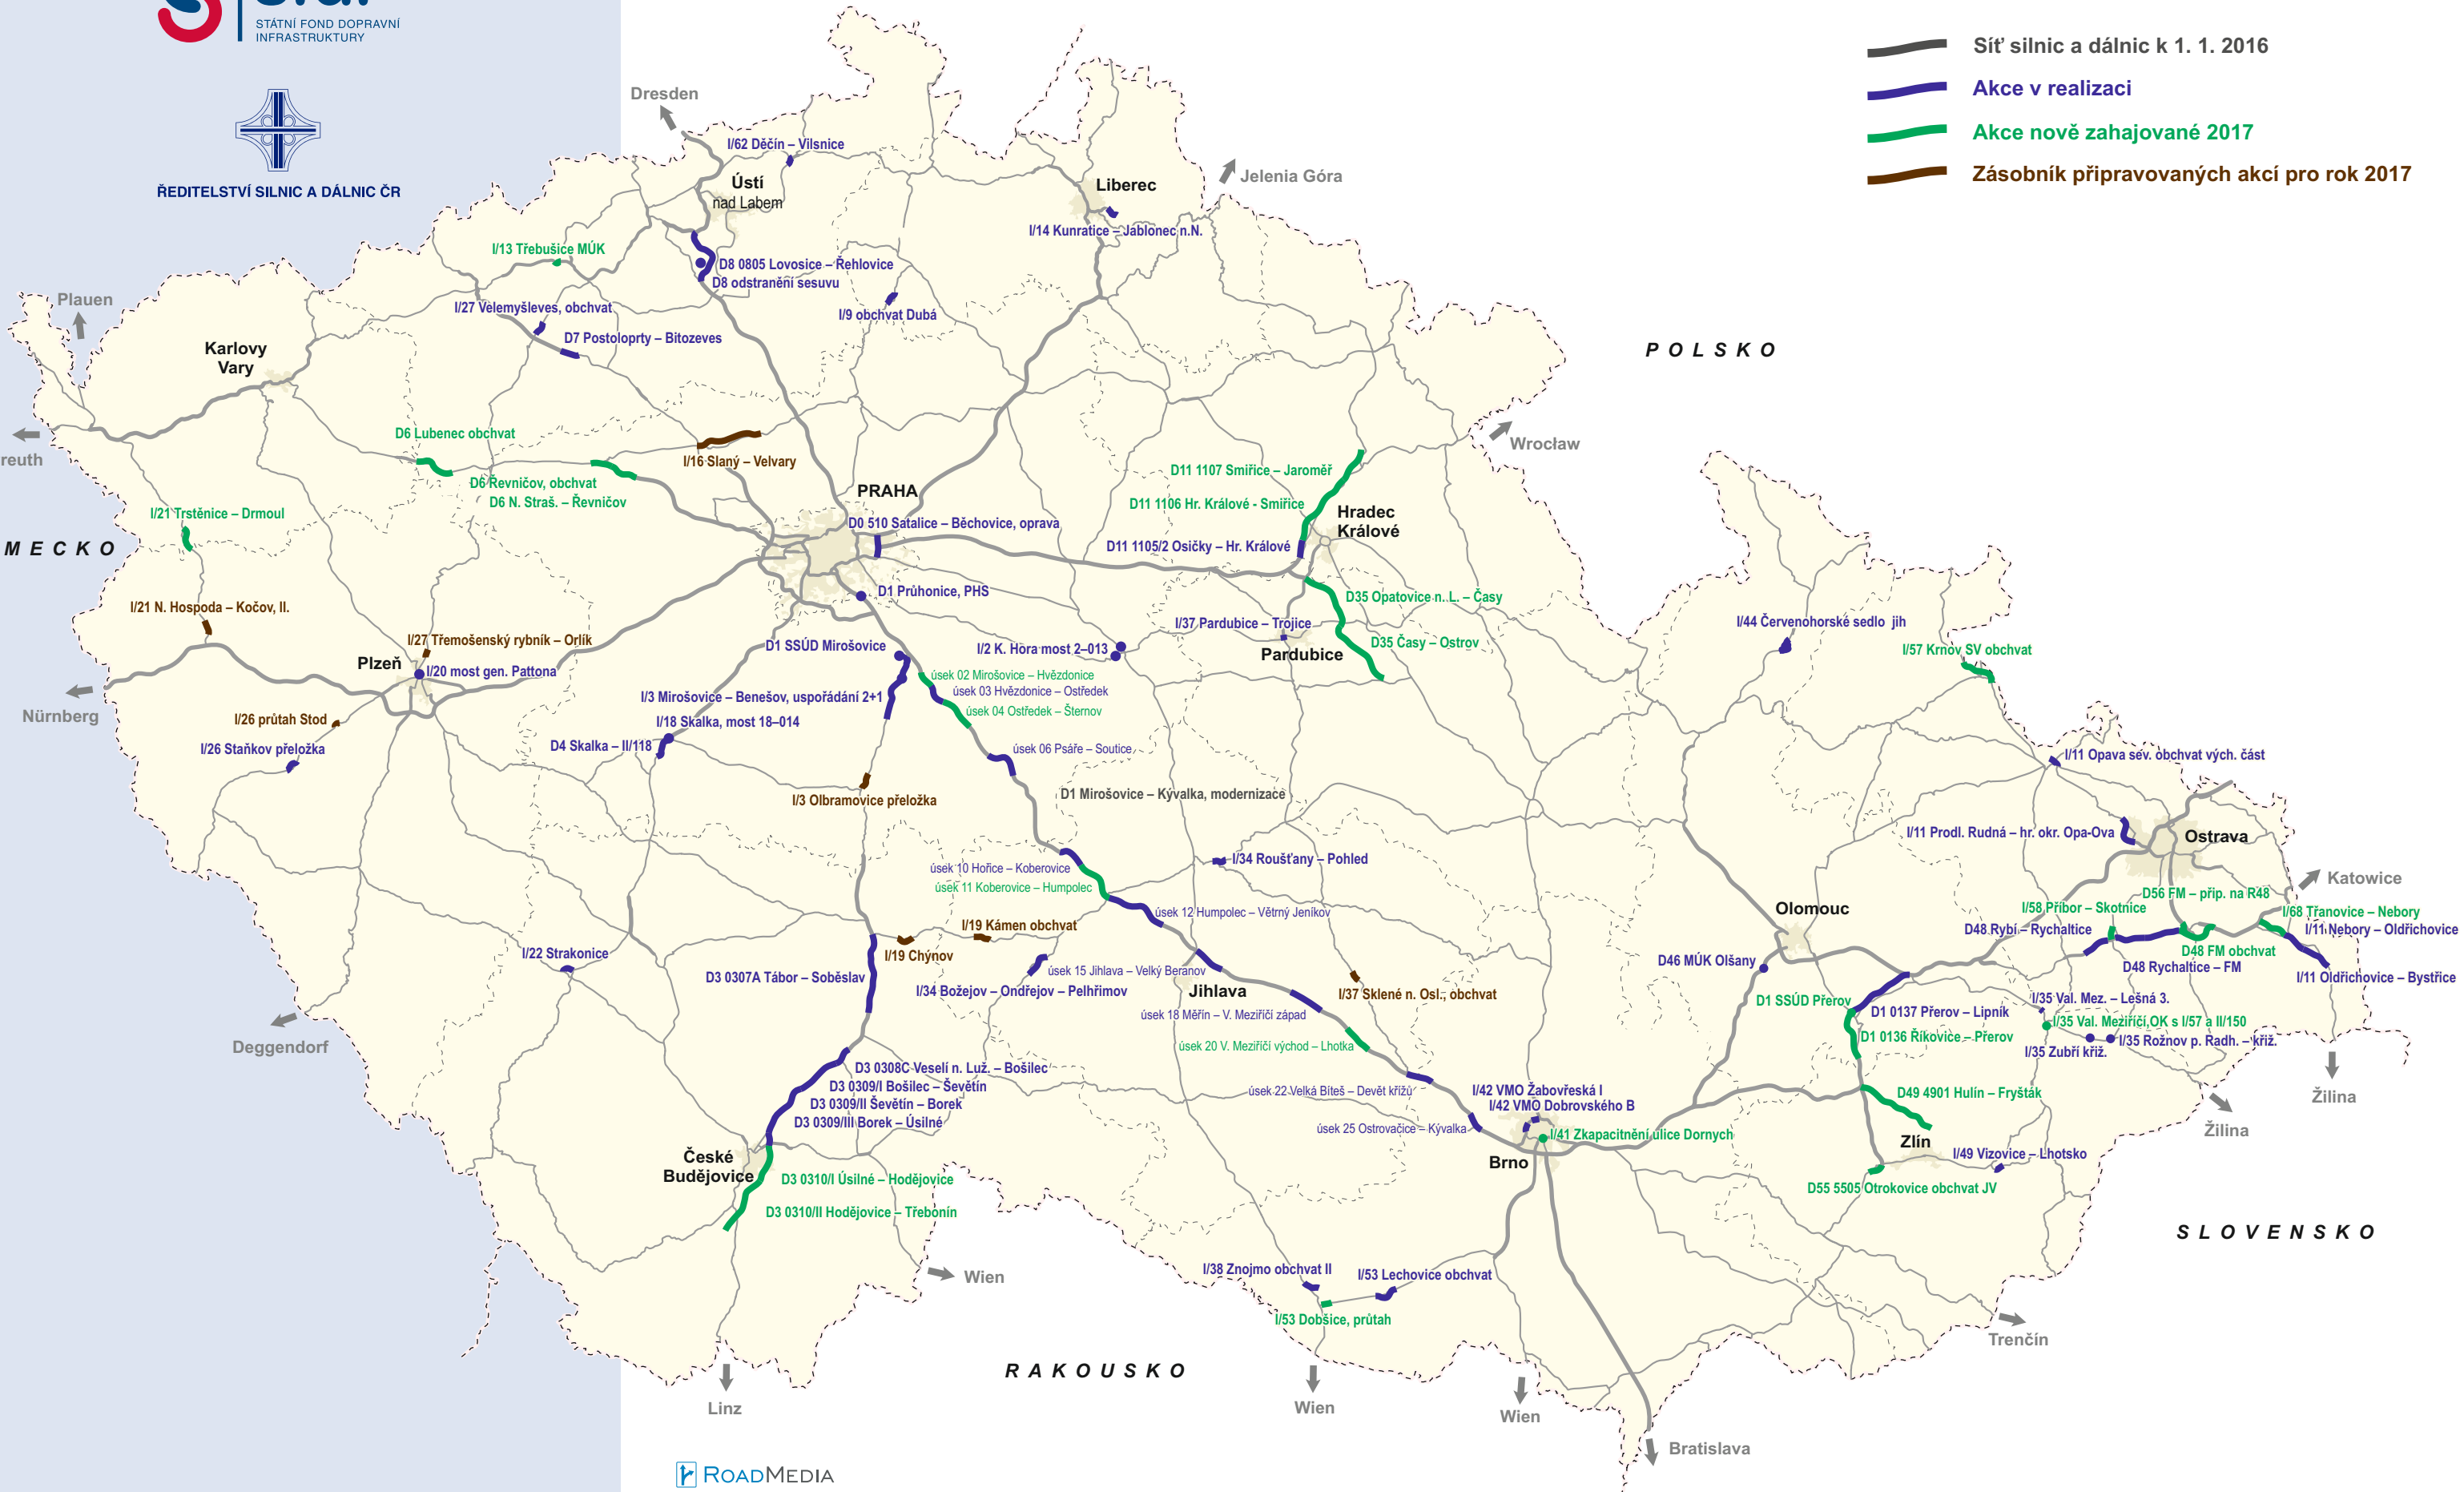 STÁTNÍ FOND DOPRAVNÍ
INFRASTRUKTURY
ŘEDITELSTVÍ SILNIC A DÁLNIC ČR
Síť silnic a dálnic k 1. 1. 2016
Akce v realizaci
Akce nově zahajované 2017
Zásobník připravovaných akcí pro rok 2017
Dresden
I/62 Děčín – Vilsnice
Ústí
nad Labem
Liberec
Jelenia Góra
I/14 Kunratice – Jablonec n.N.
I/13 Třebušice MÚK
D8 0805 Lovosice – Řehlovice
D8 odstranění sesuvu
Plauen
I/27 Velemyšleves, obchvat
I/9 obchvat Dubá
D7 Postoloprty – Bitozeves
Karlovy
Vary
POLSKO
reuth
D6 Lubenec obchvat
Wrocław
I/16 Slaný – Velvary
D11 1107 Smiřice – Jaroměř
D6 Řevničov, obchvat
D6 N. Straš. – Řevničov
PRAHA
D11 1106 Hr. Králové - Smiřice
Hradec
Králové
I/21 Trstěnice – Drmoul
D0 510 Satalice – Běchovice, oprava
MECKO
D11 1105/2 Osičky – Hr. Králové
D1 Průhonice, PHS
D35 Opatovice n. L. – Časy
I/21 N. Hospoda – Kočov, II.
I/37 Pardubice – Trojice
I/44 Červenohorské sedlo jih
I/27 Třemošenský rybník – Orlík
D1 SSÚD Mirošovice
I/2 K. Hora most 2–013
D35 Časy – Ostrov
Pardubice
I/57 Krnov SV obchvat
Plzeň
I/20 most gen. Pattona
úsek 02 Mirošovice – Hvězdonice
úsek 03 Hvězdonice – Ostředek
I/3 Mirošovice – Benešov, uspořádání 2+1
úsek 04 Ostředek – Šternov
Nürnberg
I/26 průtah Stod
I/18 Skalka, most 18–014
I/26 Staňkov přeložka
D4 Skalka – II/118
úsek 06 Psáře – Soutice
I/11 Opava sev. obchvat vých. část
D1 Mirošovice – Kývalka, modernizace
I/3 Olbramovice přeložka
I/11 Prodl. Rudná – hr. okr. Opa-Ova
Ostrava
I/34 Roušťany – Pohled
úsek 10 Hořice – Koberovice
úsek 11 Koberovice – Humpolec
Katowice
D56 FM – přip. na R48
I/58 Příbor – Skotnice
Olomouc
úsek 12 Humpolec – Větrný Jeníkov
I/68 Třanovice – Nebory
I/19 Kámen obchvat
D48 Rybí – Rychaltice
I/11 Nebory – Oldřichovice
I/22 Strakonice
I/19 Chýnov
D48 FM obchvat
D46 MÚK Olšany
D48 Rychaltice – FM
D3 0307A Tábor – Soběslav
úsek 15 Jihlava – Velký Beranov
I/11 Oldřichovice – Bystřice
I/34 Božejov – Ondřejov – Pelhřimov
Jihlava
I/37 Sklené n. Osl., obchvat
D1 SSÚD Přerov
I/35 Val. Mez. – Lešná 3.
úsek 18 Měřín – V. Meziříčí západ
D1 0137 Přerov – Lipník
I/35 Val. Meziříčí OK s I/57 a II/150
D1 0136 Říkovice – Přerov
I/35 Rožnov p. Radh. – křiž.
I/35 Zubří křiž.
Deggendorf
úsek 20 V. Meziříčí východ – Lhotka
D3 0308C Veselí n. Luž. – Bošilec
D3 0309/I Bošilec – Ševětín
D3 0309/II Ševětín – Borek
D3 0309/III Borek – Úsilné
úsek 22 Velká Bíteš – Devět křížů
I/42 VMO Žabovřeská I
I/42 VMO Dobrovského B
D49 4901 Hulín – Fryšták
Žilina
Žilina
úsek 25 Ostrovačice – Kývalka
I/41 Zkapacitnění ulice Dornych
Brno
Zlín
I/49 Vizovice – Lhotsko
České
Budějovice
D3 0310/I Úsilné – Hodějovice
D55 5505 Otrokovice obchvat JV
D3 0310/II Hodějovice – Třebonín
SLOVENSKO
Wien
I/38 Znojmo obchvat II
I/53 Lechovice obchvat
I/53 Dobšice, průtah
Trenčín
RAKOUSKO
Linz
Wien
Wien
Bratislava
ROADMEDIA